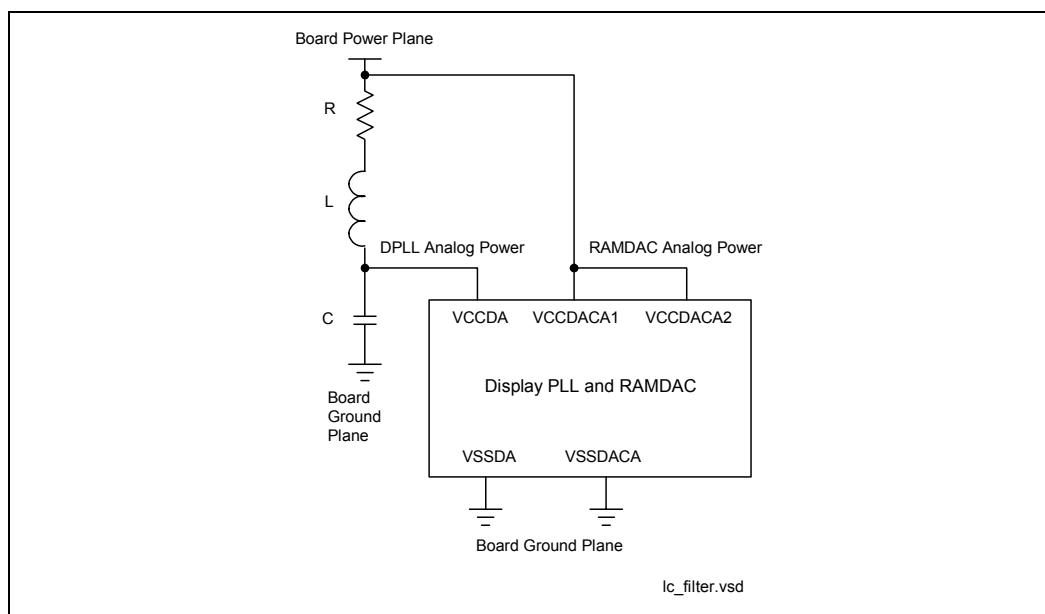 Board Power Plane
R
L
DPLL Analog Power
RAMDAC Analog Power
C
VCCDA
VCCDACA1
VCCDACA2
Display PLL and RAMDAC
Board
Ground
Plane
VSSDA
VSSDACA
Board Ground Plane
lc_filter.vsd